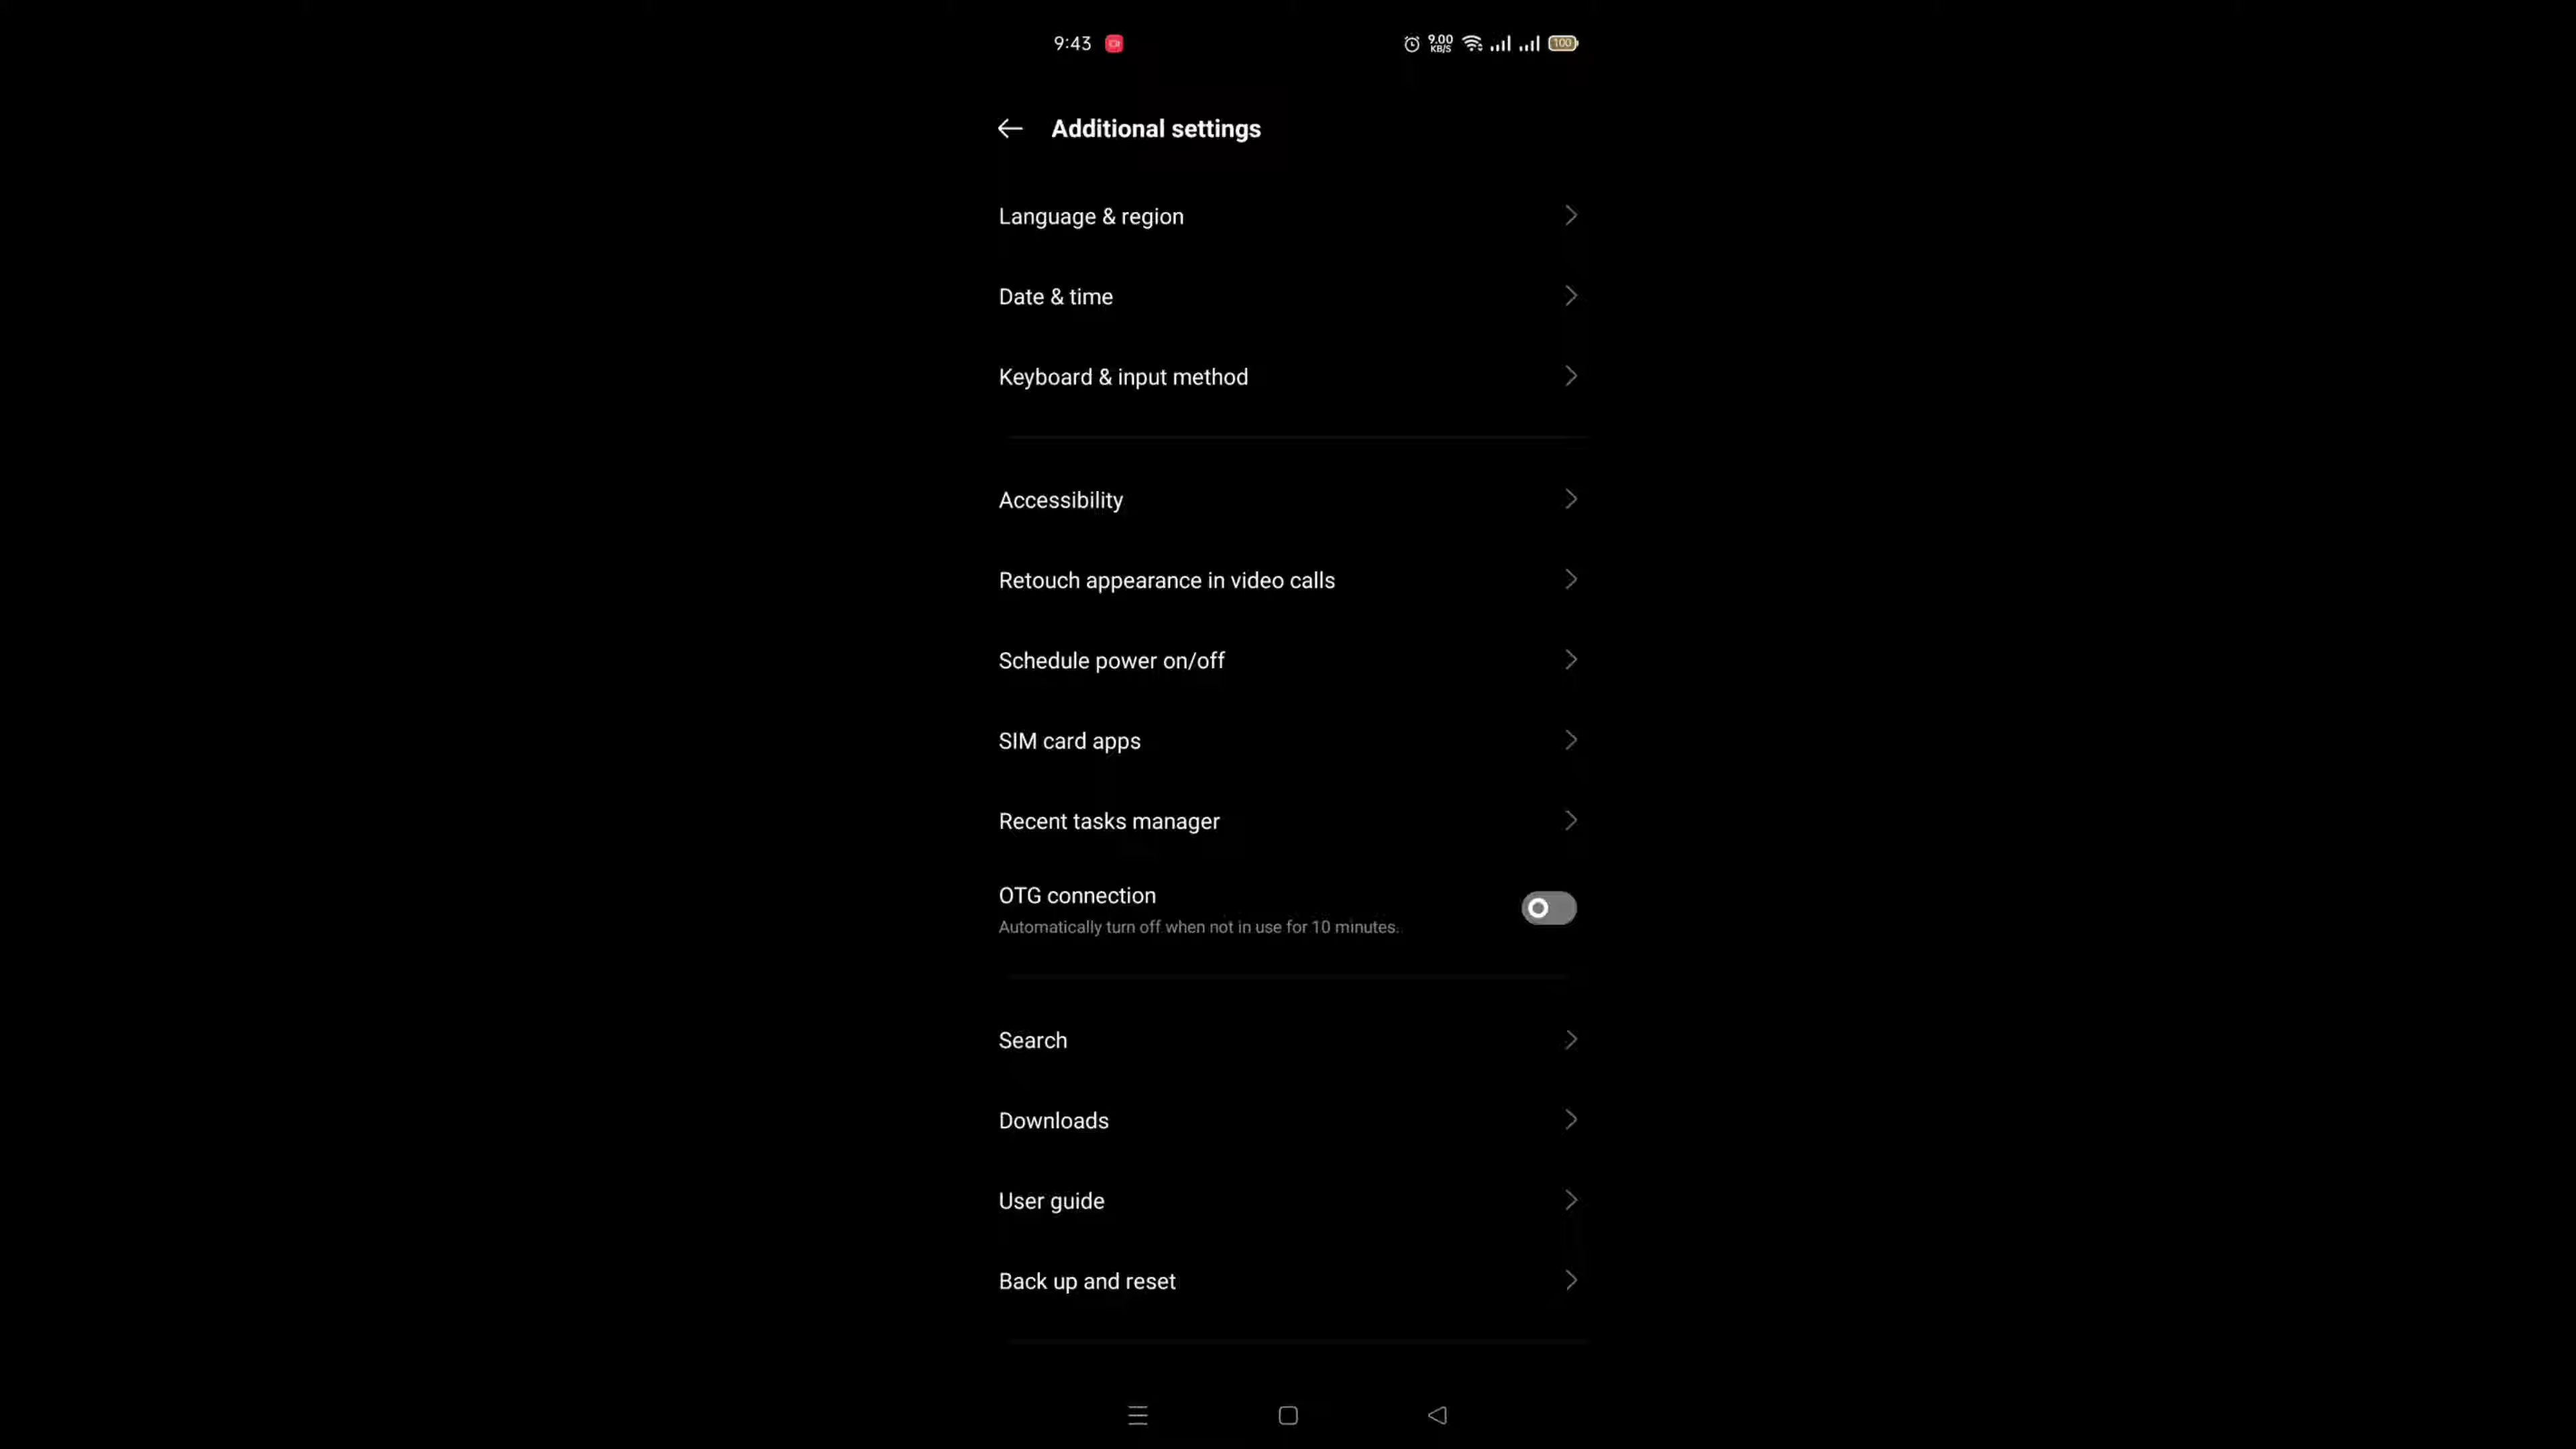 9:43
9.00 KB/S
100
Additional settings
Language & region
Date & time
Keyboard & input method
Accessibility
Retouch appearance in video calls
Schedule power on/off
SIM card apps
Recent tasks manager
OTG connection
Automatically turn off when not in use for 10 minutes.
Search
Downloads
User guide
Back up and reset